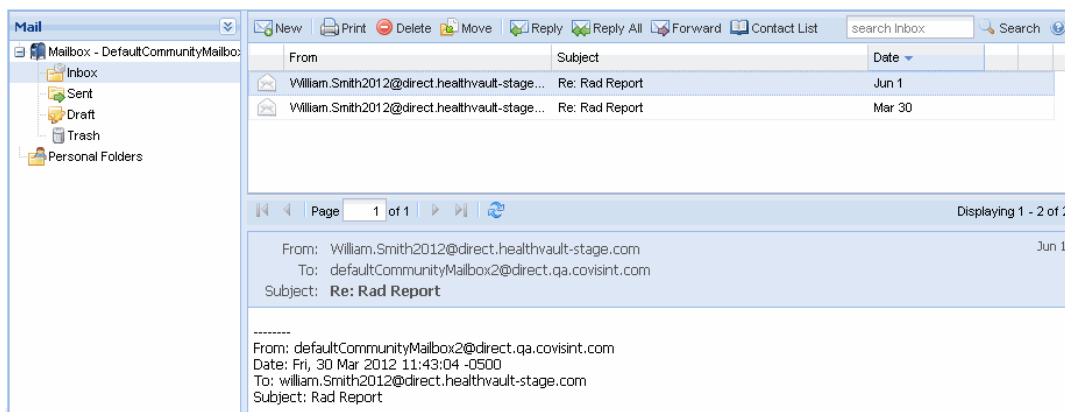 Mail
Mailbox - DefaultCommunityMailbo
Inbox
Sent
Draft
Trash
Personal Folders
New Print Delete Move Reply Reply All Forward Contact List search Inbox Search
From Subject Date
William.Smith2012@direct.healthvault-stage... Re: Rad Report Jun 1
William.Smith2012@direct.healthvault-stage... Re: Rad Report Mar 30
Page 1 of 1 Displaying 1 - 2 of 2
From: William.Smith2012@direct.healthvault-stage.com Jun 1
To: defaultCommunityMailbox2@direct.qa.covisint.com
Subject: Re: Rad Report
--------
From: defaultCommunityMailbox2@direct.qa.covisint.com
Date: Fri, 30 Mar 2012 11:43:04 -0500
To: william.Smith2012@direct.healthvault-stage.com
Subject: Rad Report